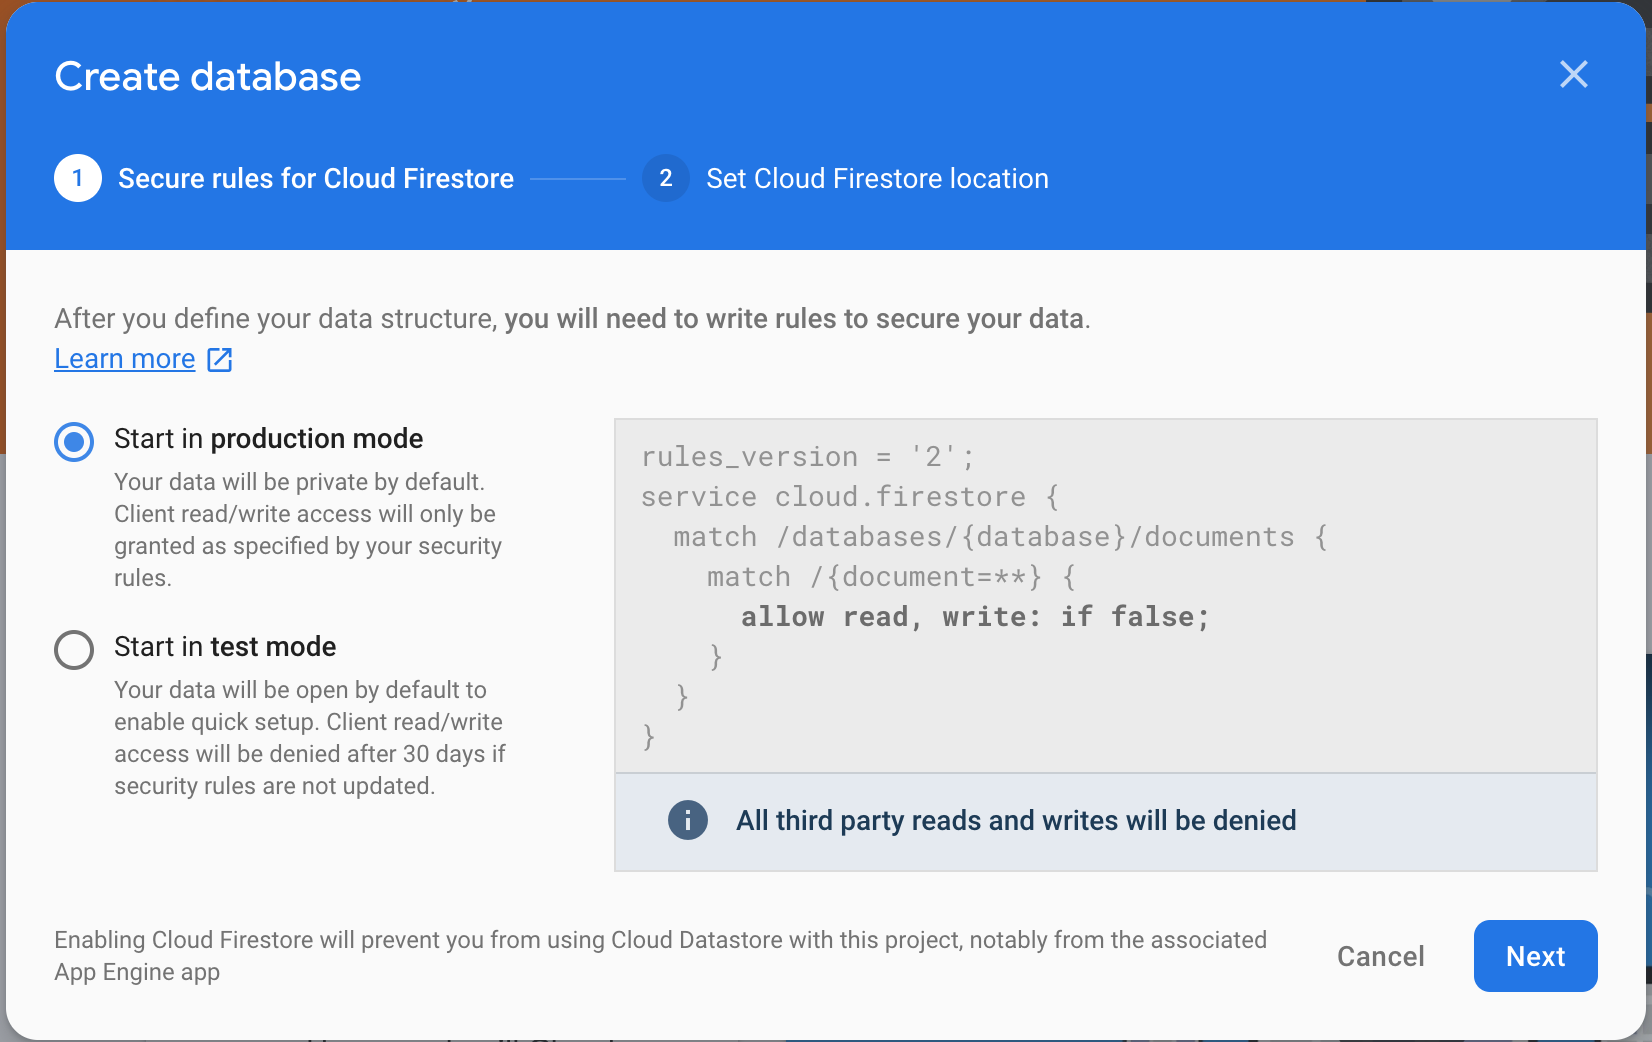 Create database
1 Secure rules for Cloud Firestore 2 Set Cloud Firestore location
After you define your data structure, you will need to write rules to secure your data.
Learn more
Start in production mode
Your data will be private by default.
Client read/write access will only be
granted as specified by your security
rules.
Start in test mode
Your data will be open by default to
enable quick setup. Client read/write
access will be denied after 30 days if
security rules are not updated.
rules_version = '2';
service cloud.firestore {
  match /databases/{database}/documents {
    match /{document=**} {
      allow read, write: if false;
    }
  }
}
All third party reads and writes will be denied
Enabling Cloud Firestore will prevent you from using Cloud Datastore with this project, notably from the associated
App Engine app
Cancel
Next